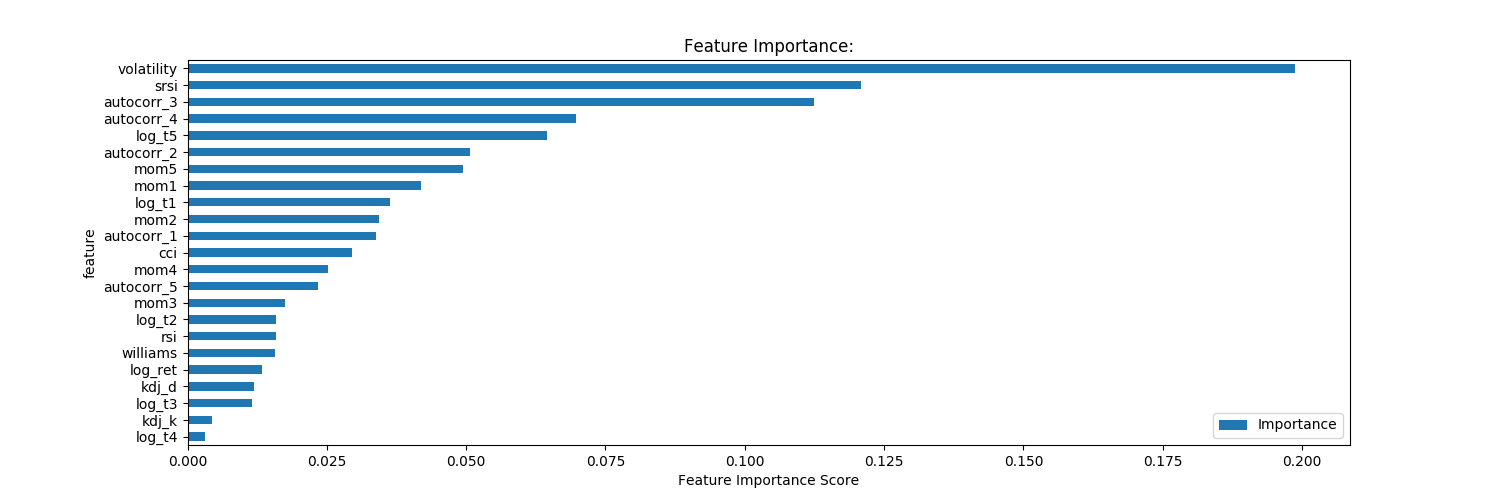 Feature Importance:
volatility
srsi
autocorr_3
autocorr_4
log_t5
autocorr_2
mom5
mom1
log_t1
mom2
autocorr_1
cci
mom4
autocorr_5
mom3
log_t2
rsi
williams
log_ret
kdj_d
log_t3
kdj_k
log_t4
feature
Importance
0.000 0.025 0.050 0.075 0.100 0.125 0.150 0.175 0.200
Feature Importance Score